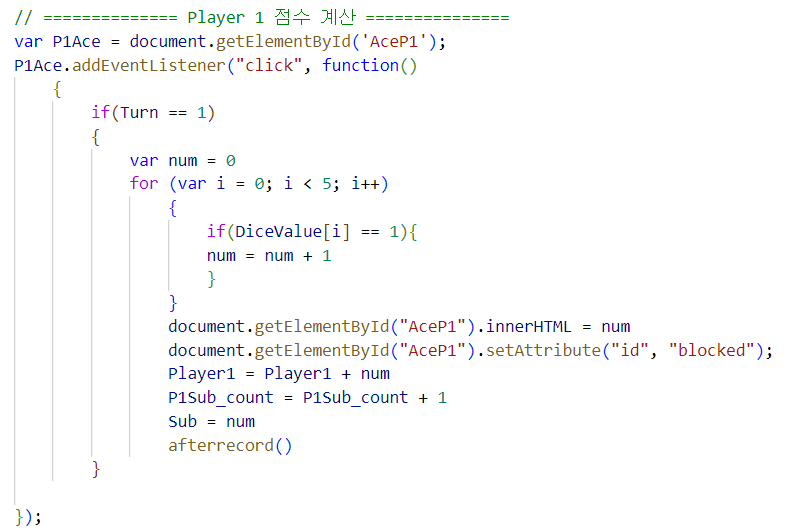 // ============== Player 1 점수 계산 ===============
var P1Ace = document.getElementById('AceP1');
P1Ace.addEventListener("click", function()
{
if(Turn == 1)
{
var num = 0
for (var i = 0; i < 5; i++)
{
if(DiceValue[i] == 1){
num = num + 1
}
}
document.getElementById("AceP1").innerHTML = num
document.getElementById("AceP1").setAttribute("id", "blocked");
Player1 = Player1 + num
P1Sub_count = P1Sub_count + 1
Sub = num
afterrecord()
}
});